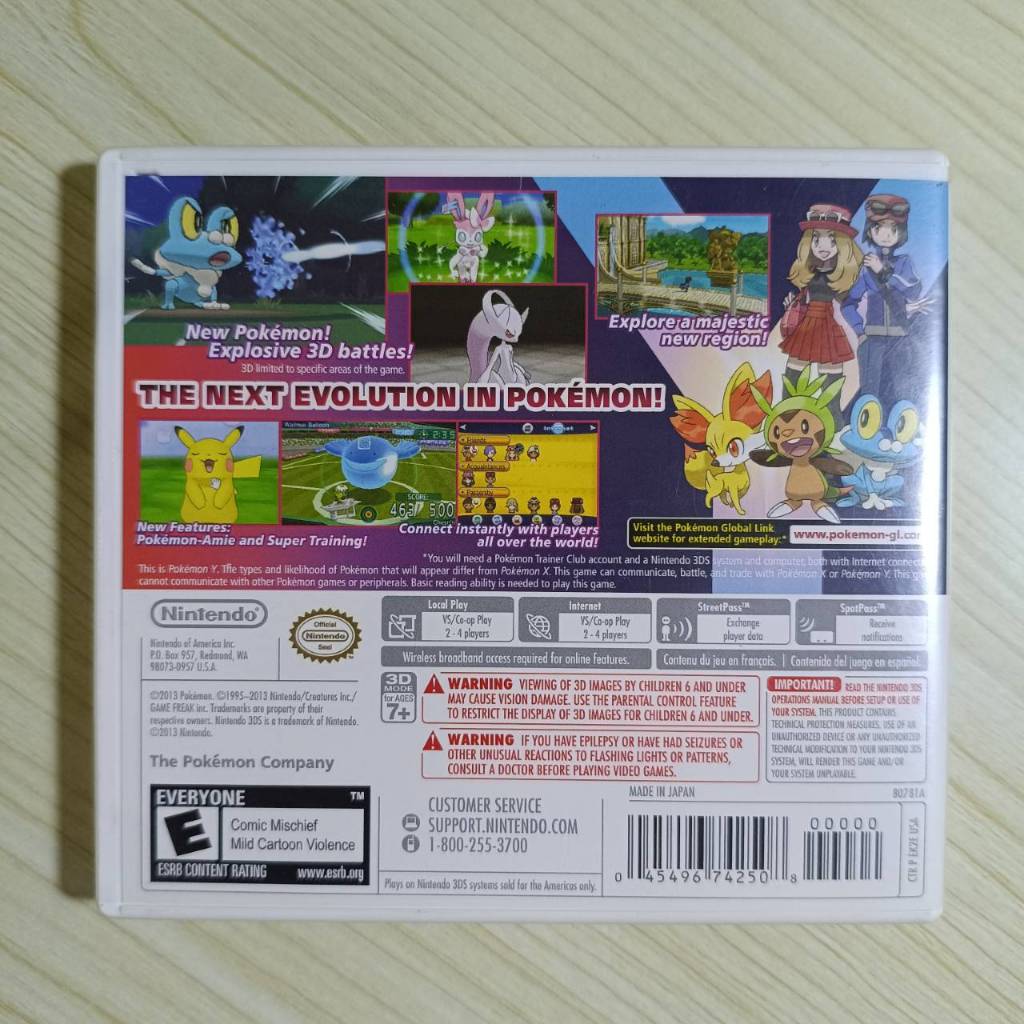 New Pokémon!
Explosive 3D battles!
3D limited to specific areas of the game.
Explore a majestic
new region!
THE NEXT EVOLUTION IN POKÉMON!
SCORE:
463 500
Friends
Acquaintances
Passerby
New Features:
Pokémon-Amie and Super Training!
Connect instantly with players
all over the world!
Visit the Pokémon Global Link
website for extended gameplay:*
www.pokemon-gl.com
*You will need a Pokémon Trainer Club account and a Nintendo 3DS system and computer, both with Internet
This is Pokémon Y. The types and likelihood of Pokémon that will appear differ from Pokémon X. This game can communicate, battle, and trade with Pokémon X or Pokémon Y. This
cannot communicate with other Pokémon games or peripherals. Basic reading ability is needed to play this game.
Nintendo®
Nintendo of America Inc.
P.O. Box 957, Redmond, WA
98073-0957 U.S.A.
Official
Nintendo
Seal
Local Play
VS/Co-op Play
2 - 4 players
Internet
VS/Co-op Play
2 - 4 players
StreetPass™
Exchange
player data
SpotPass™
Receive
notifications
Wireless broadband access required for online features.
Contenu du jeu en français.
Contenido del juego en español.
©2013 Pokémon. ©1995–2013 Nintendo/Creatures Inc./
GAME FREAK inc. Trademarks are property of their
respective owners. Nintendo 3DS is a trademark of Nintendo.
©2013 Nintendo.
The Pokémon Company
3D
MODE
for AGES
7+
WARNING VIEWING OF 3D IMAGES BY CHILDREN 6 AND UNDER
MAY CAUSE VISION DAMAGE. USE THE PARENTAL CONTROL FEATURE
TO RESTRICT THE DISPLAY OF 3D IMAGES FOR CHILDREN 6 AND UNDER.
WARNING IF YOU HAVE EPILEPSY OR HAVE HAD SEIZURES OR
OTHER UNUSUAL REACTIONS TO FLASHING LIGHTS OR PATTERNS,
CONSULT A DOCTOR BEFORE PLAYING VIDEO GAMES.
IMPORTANT! READ THE NINTENDO 3DS
OPERATIONS MANUAL BEFORE SETUP OR USE OF
YOUR SYSTEM. THIS PRODUCT CONTAINS
TECHNICAL PROTECTION MEASURES. USE OF AN
UNAUTHORIZED DEVICE OR ANY UNAUTHORIZED
TECHNICAL MODIFICATION TO YOUR NINTENDO 3DS
SYSTEM, WILL RENDER THIS GAME AND/OR
YOUR SYSTEM UNPLAYABLE.
EVERYONE ™
E
Comic Mischief
Mild Cartoon Violence
ESRB CONTENT RATING www.esrb.org
CUSTOMER SERVICE
SUPPORT.NINTENDO.COM
1-800-255-3700
Plays on Nintendo 3DS systems sold for the Americas only.
MADE IN JAPAN
80781A
0 45496 74250 8
00000
CTR P EK2E USA